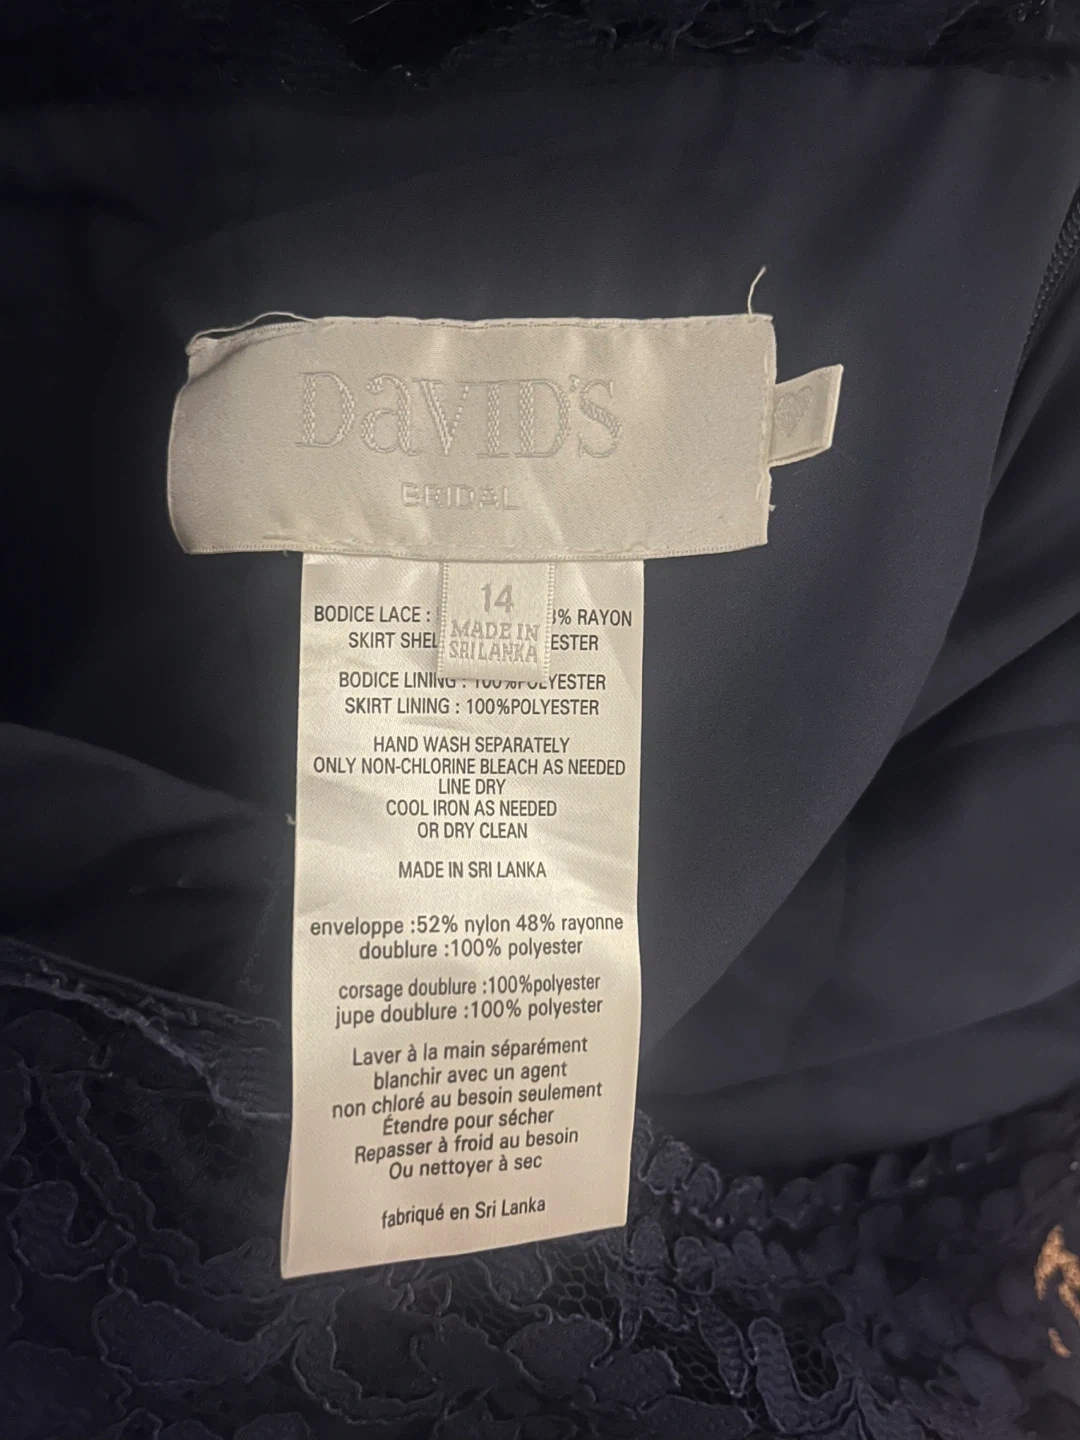 DAVID'S
BRIDAL
14
MADE IN
SRI LANKA
BODICE LACE : % RAYON
SKIRT SHEL ESTER
BODICE LINING : 100%POLYESTER
SKIRT LINING : 100%POLYESTER
HAND WASH SEPARATELY
ONLY NON-CHLORINE BLEACH AS NEEDED
LINE DRY
COOL IRON AS NEEDED
OR DRY CLEAN
MADE IN SRI LANKA
enveloppe :52% nylon 48% rayonne
doublure :100% polyester
corsage doublure :100%polyester
jupe doublure :100% polyester
Laver à la main séparément
blanchir avec un agent
non chloré au besoin seulement
Étendre pour sécher
Repasser à froid au besoin
Ou nettoyer à sec
fabriqué en Sri Lanka